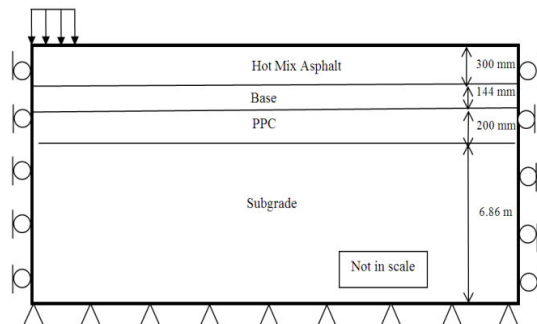 Hot Mix Asphalt
300 mm
Base
144 mm
PPC
200 mm
Subgrade
6.86 m
Not in scale